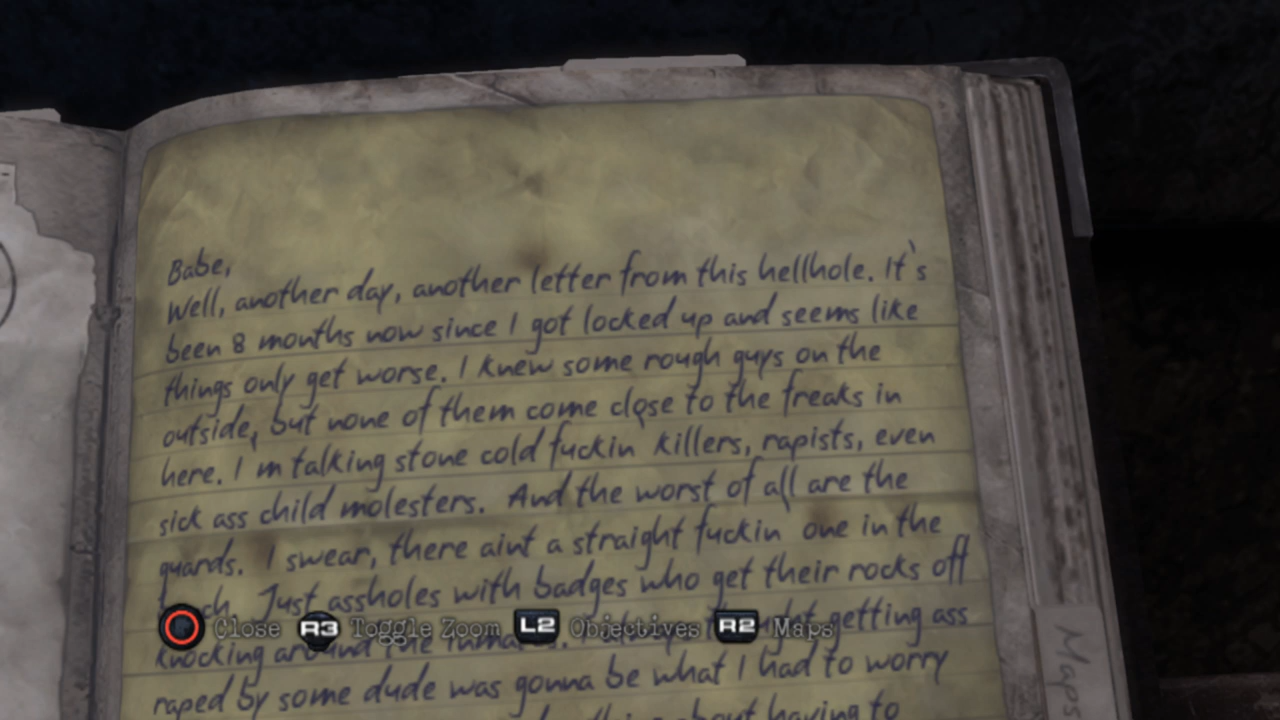 Babe,
Well, another day, another letter from this hellhole. It's
been 8 months now since I got locked up and seems like
things only get worse. I knew some rough guys on the
outside, but none of them come close to the freaks in
here. I'm talking stone cold fuckin' killers, rapists, even
sick ass child molesters. And the worst of all are the
guards. I swear, there aint a straight fuckin' one in the
Just assholes with badges who get their rocks off
knocking around the getting ass
raped by some dude was gonna be what I had to worry
about having to
Close R3 Toggle Zoom L2 Objectives R2 Maps
Maps